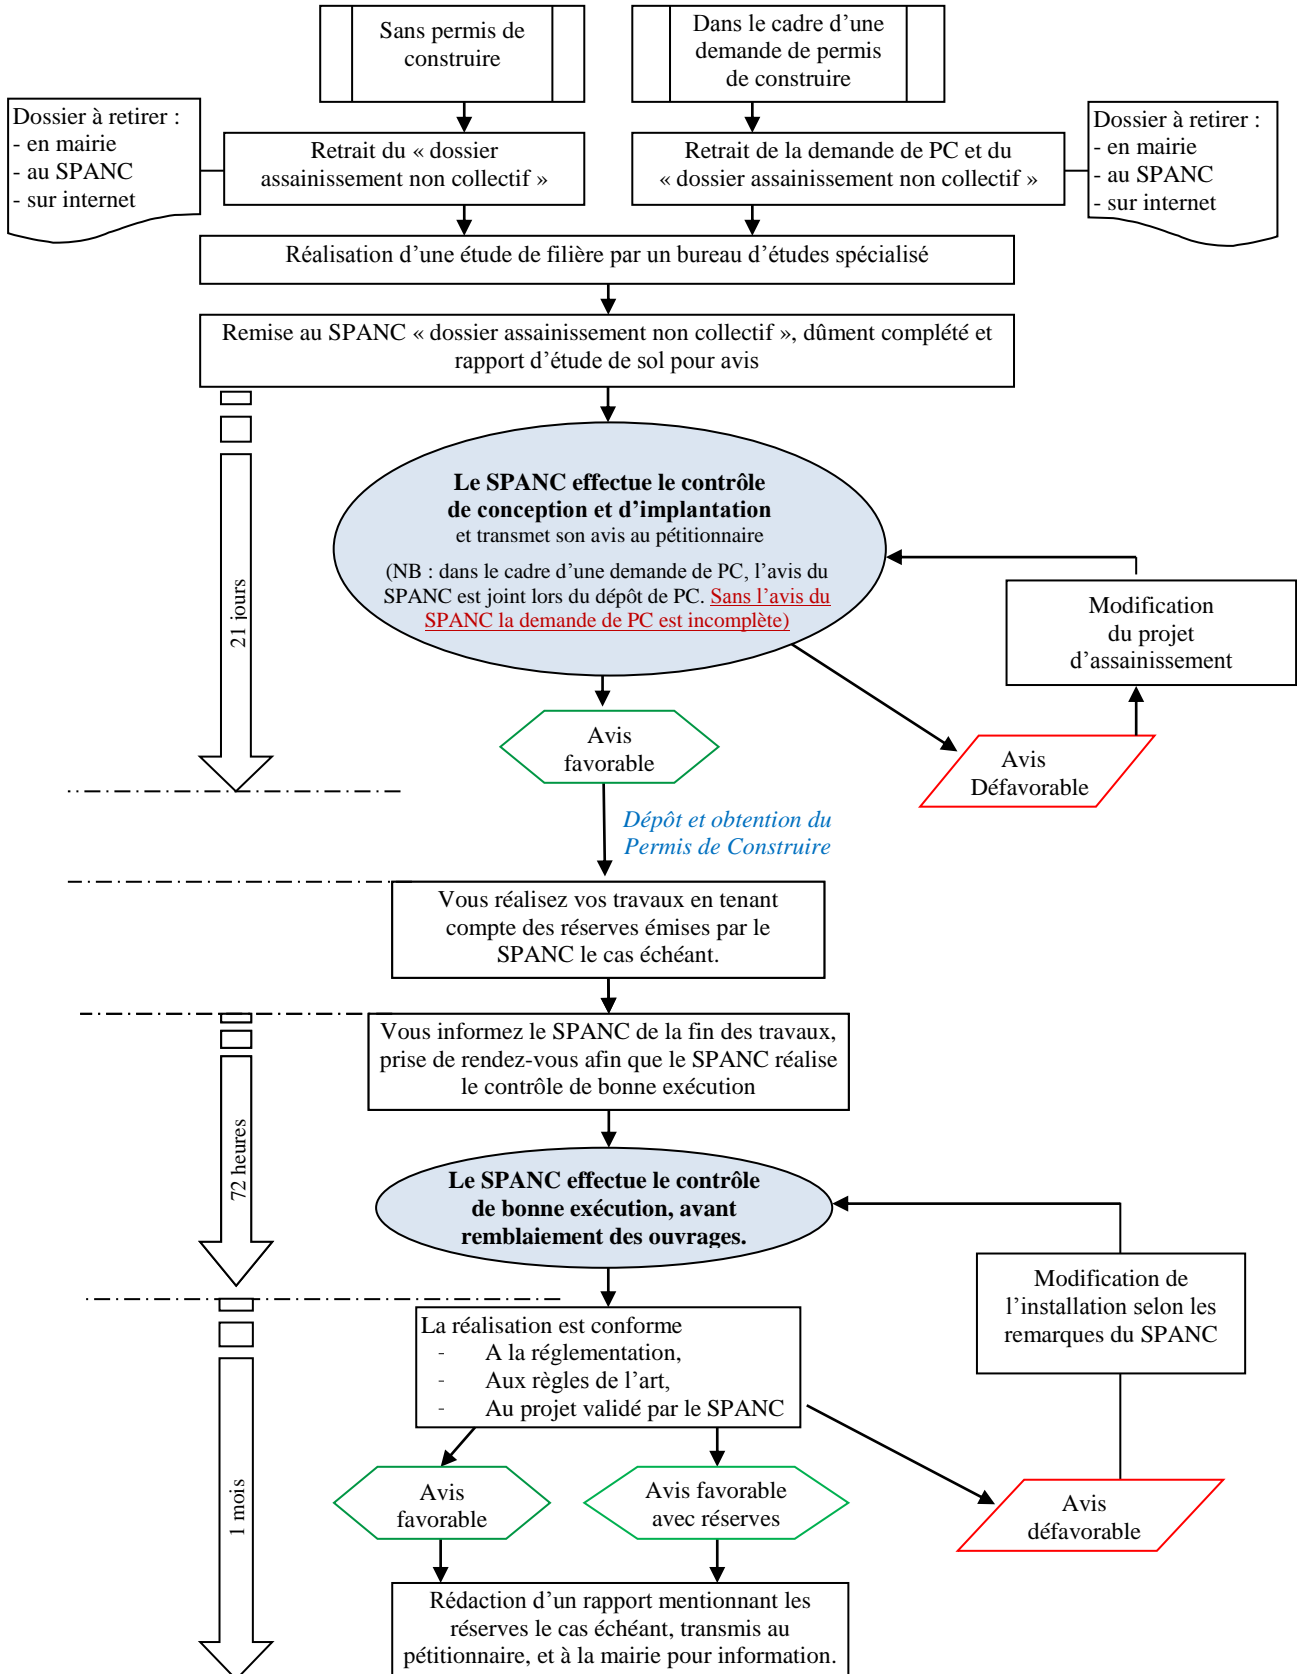 Sans permis de
construire
Dans le cadre d’une
demande de permis
de construire
Dossier à retirer :
- en mairie
- au SPANC
- sur internet
Retrait du « dossier
assainissement non collectif »
Retrait de la demande de PC et du
« dossier assainissement non collectif »
Dossier à retirer :
- en mairie
- au SPANC
- sur internet
Réalisation d’une étude de filière par un bureau d’études spécialisé
Remise au SPANC « dossier assainissement non collectif », dûment complété et
rapport d’étude de sol pour avis
21 jours
Le SPANC effectue le contrôle
de conception et d’implantation
et transmet son avis au pétitionnaire
(NB : dans le cadre d’une demande de PC, l’avis du
SPANC est joint lors du dépôt de PC. Sans l’avis du
SPANC la demande de PC est incomplète)
Modification
du projet
d’assainissement
Avis
favorable
Avis
Défavorable
Dépôt et obtention du
Permis de Construire
Vous réalisez vos travaux en tenant
compte des réserves émises par le
SPANC le cas échéant.
Vous informez le SPANC de la fin des travaux,
prise de rendez-vous afin que le SPANC réalise
le contrôle de bonne exécution
72 heures
Le SPANC effectue le contrôle
de bonne exécution, avant
remblaiement des ouvrages.
Modification de
l’installation selon les
remarques du SPANC
La réalisation est conforme
- A la réglementation,
- Aux règles de l’art,
- Au projet validé par le SPANC
1 mois
Avis
favorable
Avis favorable
avec réserves
Avis
défavorable
Rédaction d’un rapport mentionnant les
réserves le cas échéant, transmis au
pétitionnaire, et à la mairie pour information.